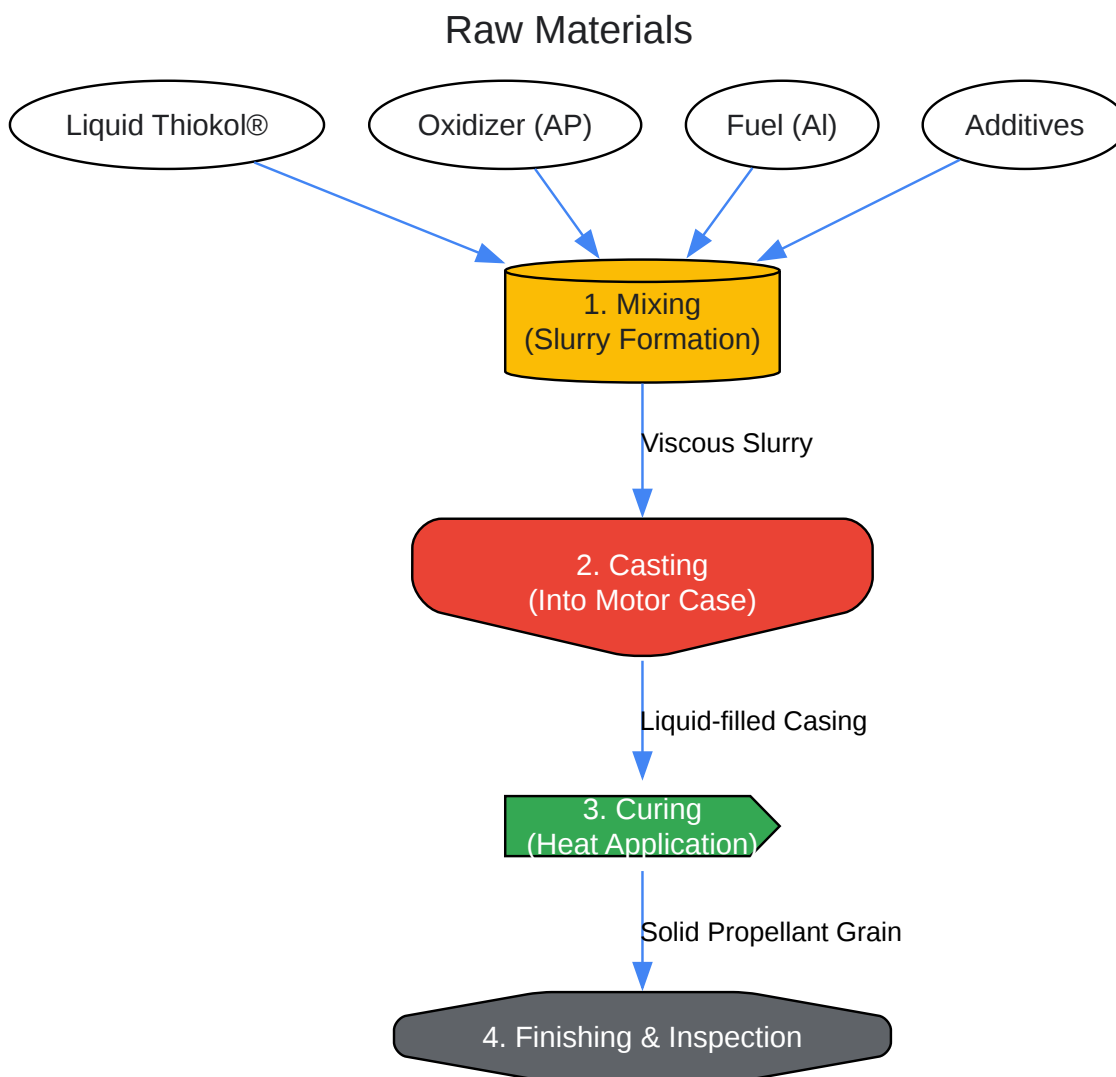 Raw Materials
Liquid Thiokol®
Oxidizer (AP)
Fuel (Al)
Additives
1. Mixing
(Slurry Formation)
Viscous Slurry
2. Casting
(Into Motor Case)
Liquid-filled Casing
3. Curing
(Heat Application)
Solid Propellant Grain
4. Finishing & Inspection